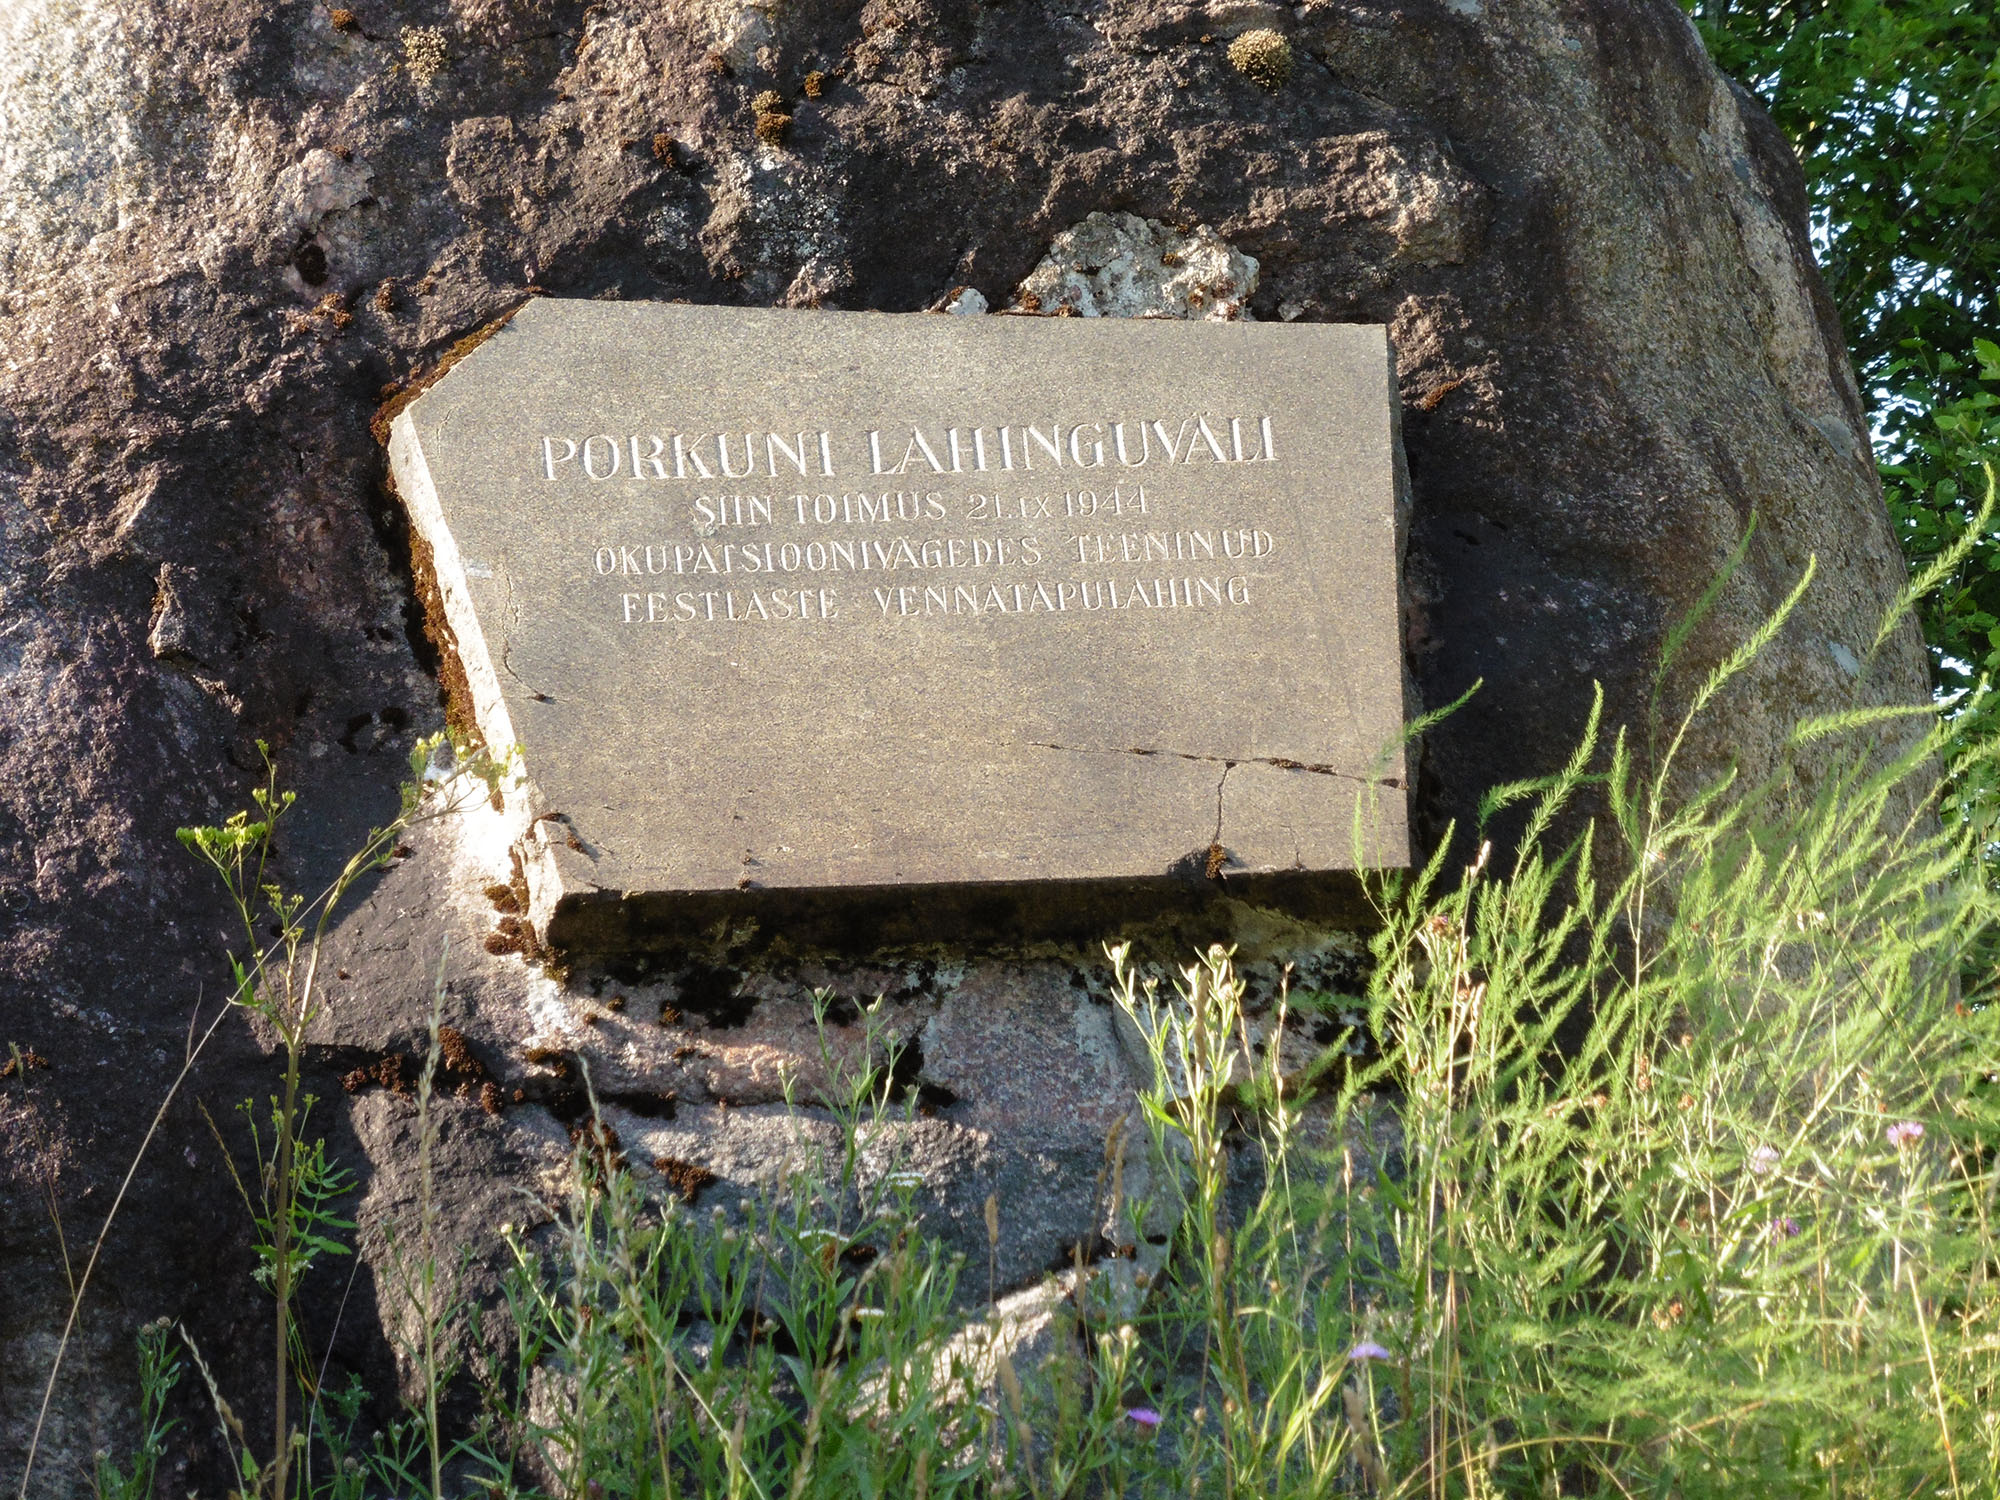 PORKUNI LAHINGUVÄLI
SIIN TOIMUS 21.IX 1944
OKUPATSIOONIVÄGEDES TEENINUD
EESTLASTE VENNATAPULAHING